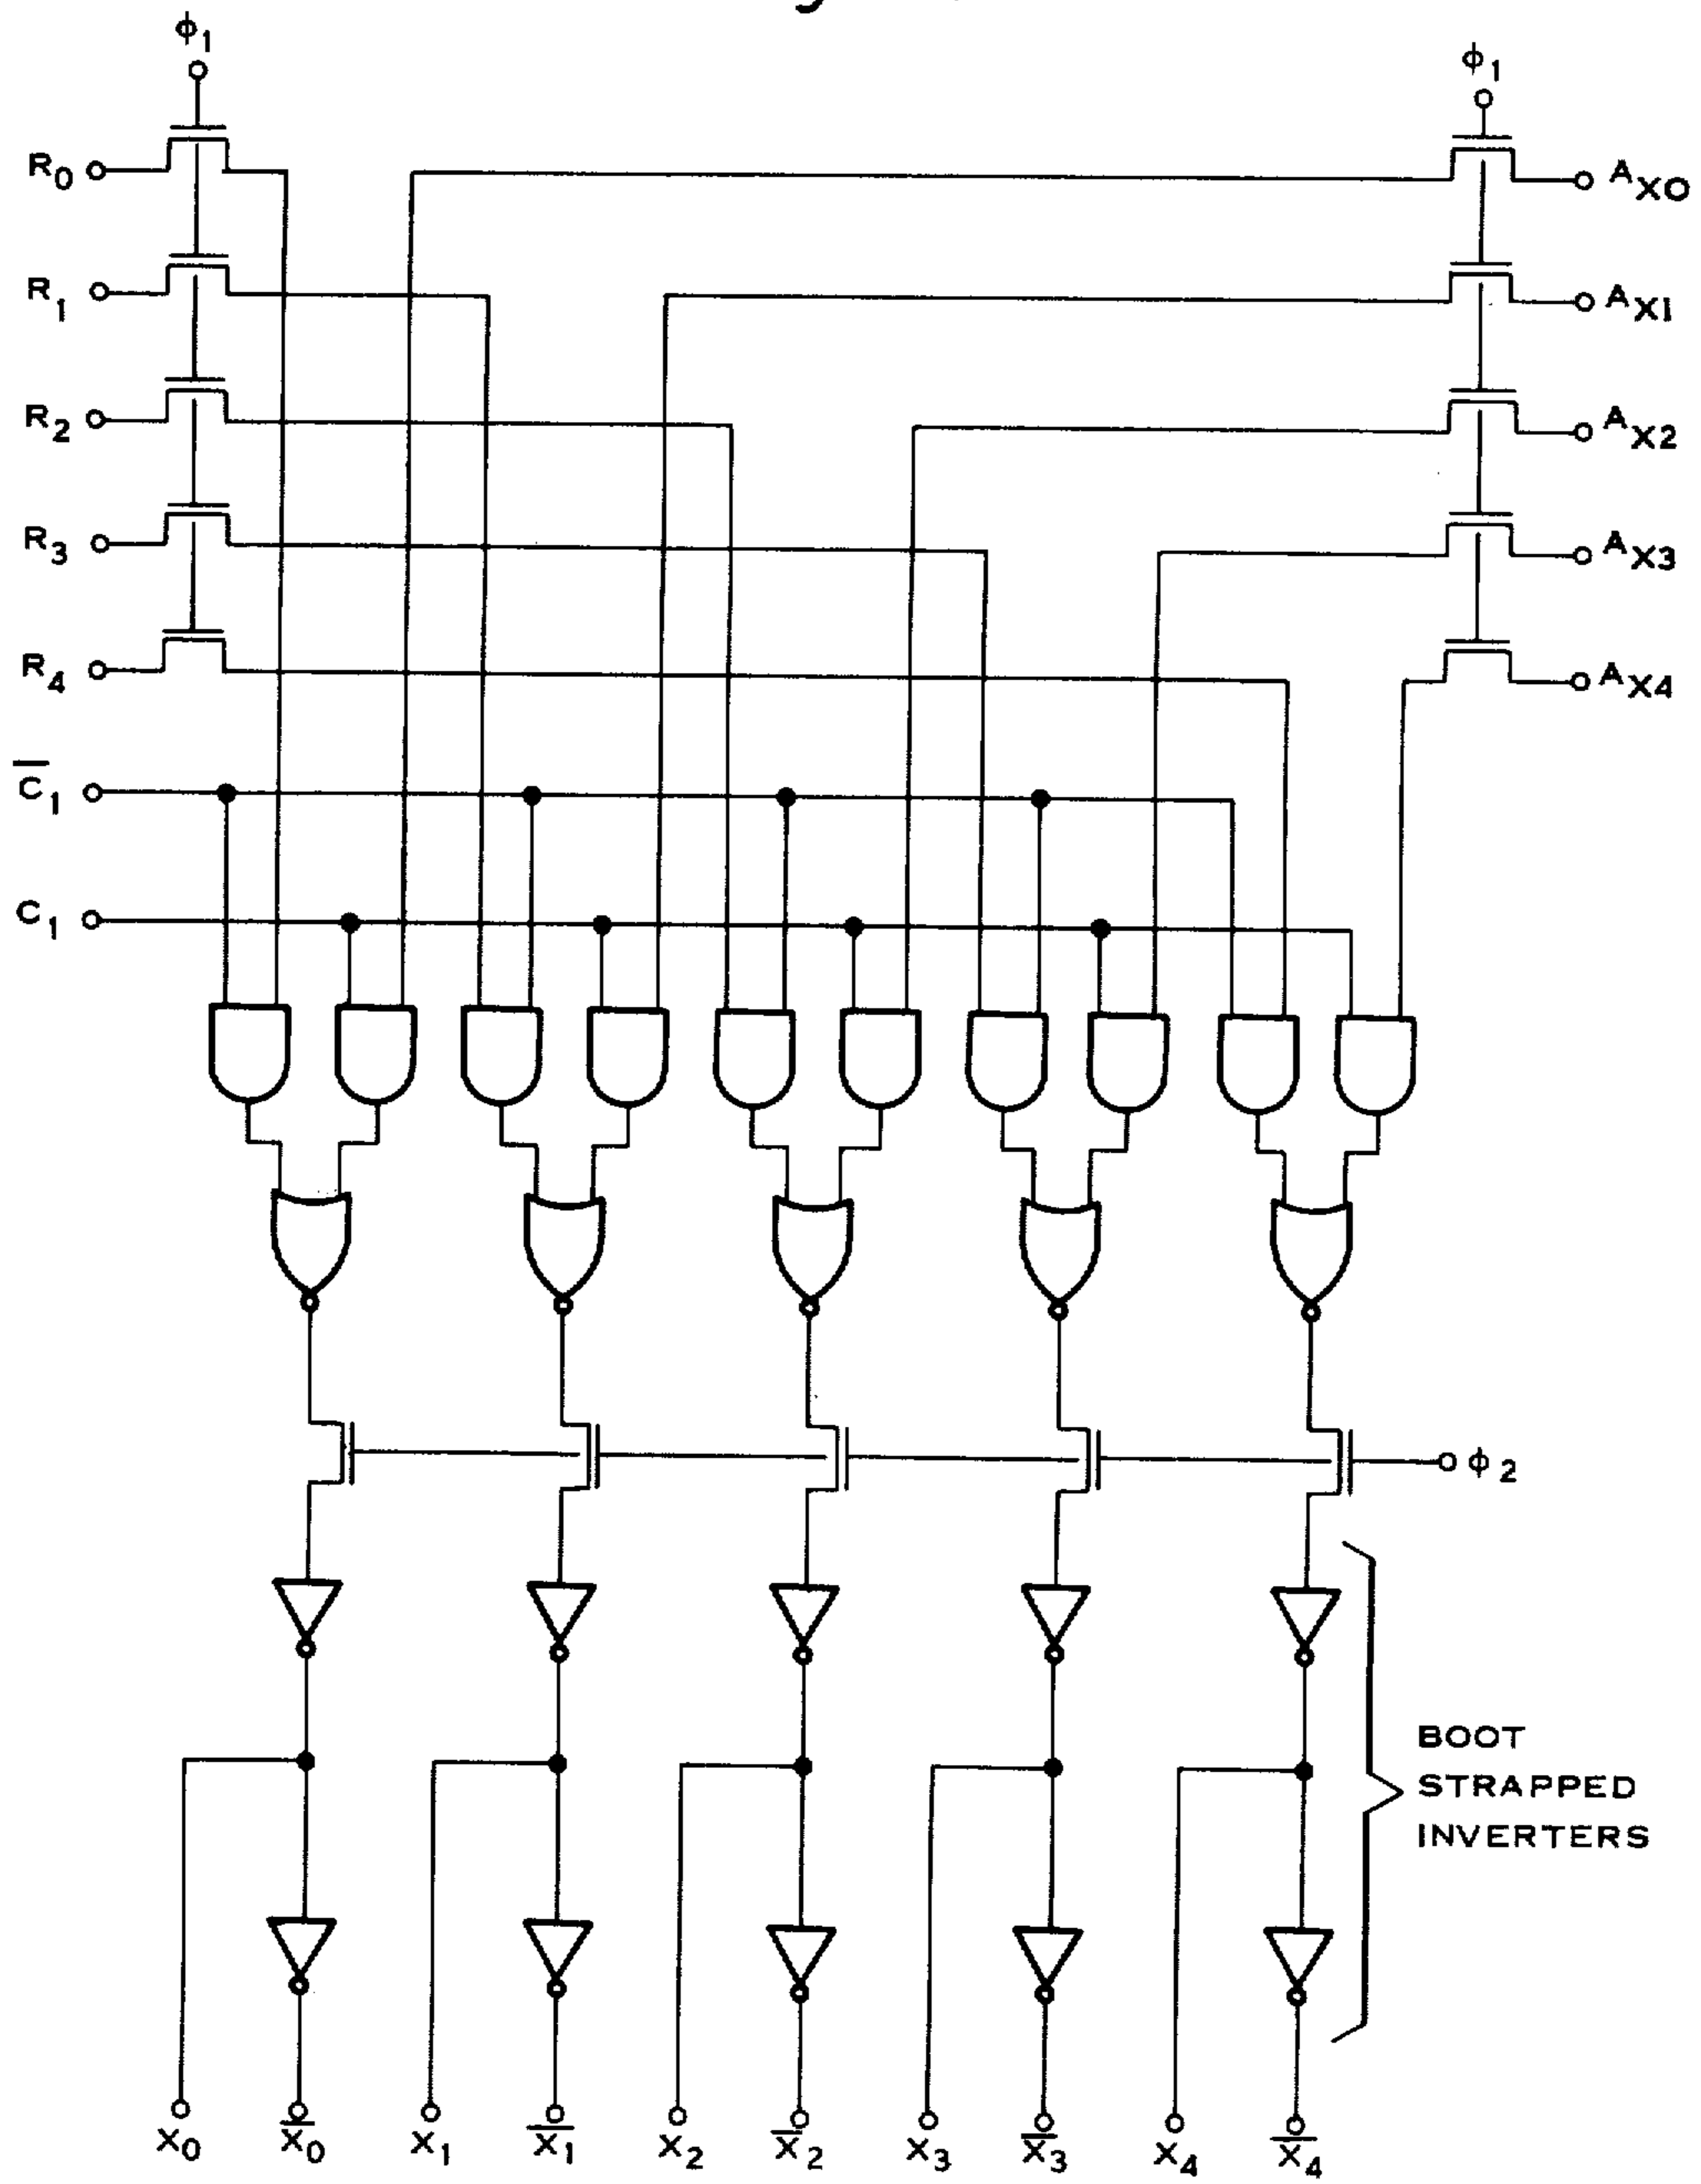 ϕ1
ϕ1
R0
AX0
R1
AX1
R2
AX2
R3
AX3
R4
AX4
C̅1
C1
ϕ2
BOOT
STRAPPED
INVERTERS
X0
X̅0
X1
X̅1
X2
X̅2
X3
X̅3
X4
X̅4